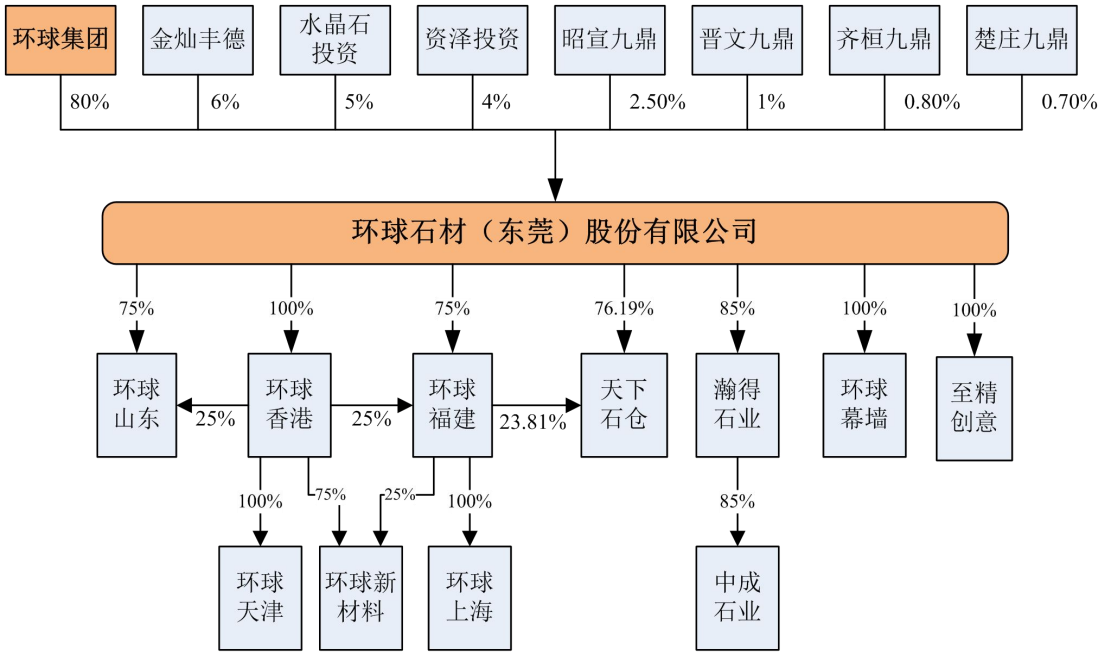 环球集团
金灿丰德
水晶石
投资
资泽投资
昭宣九鼎
晋文九鼎
齐桓九鼎
楚庄九鼎
80%
6%
5%
4%
2.50%
1%
0.80%
0.70%
环球石材（东莞）股份有限公司
75%
100%
75%
76.19%
85%
100%
100%
环球
山东
环球
香港
环球
福建
天下
石仓
瀚得
石业
环球
幕墙
至精
创意
25%
25%
23.81%
100%
75%
25%
100%
85%
环球
天津
环球新
材料
环球
上海
中成
石业